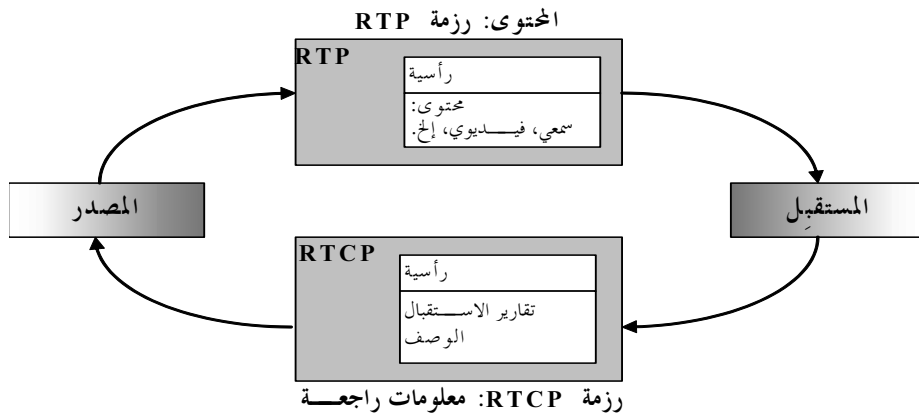 المحتوى: رزمة RTP
RTP
رأسية
محتوى:
سمعي، فيديوي، إلخ.
المستقبِل
المصدر
RTCP
رأسية
تقارير الاستقبال
الوصف
رزمة RTCP: معلومات راجعة